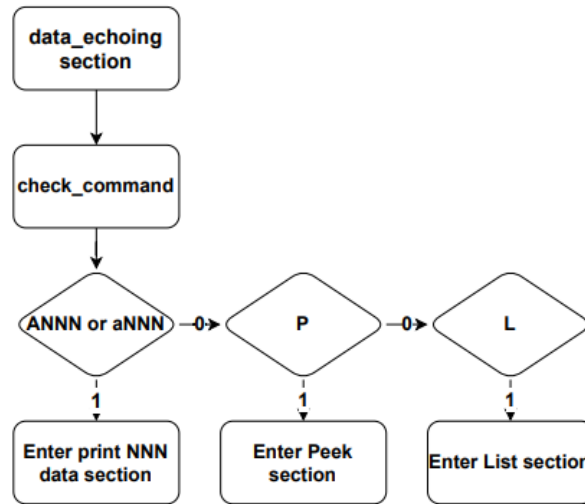 data_echoing
section
check_command
ANNN or aNNN
0
P
0
L
1
1
1
Enter print NNN
data section
Enter Peek
section
Enter List section